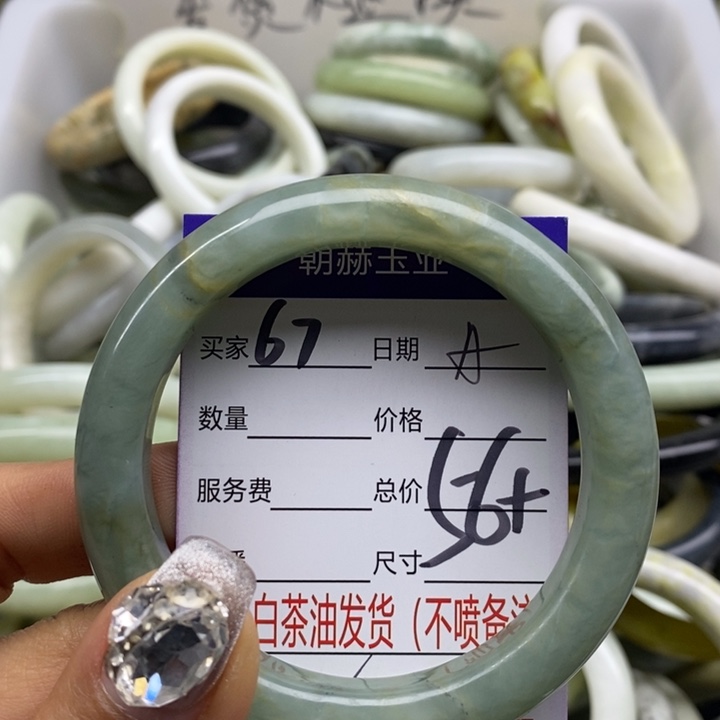 朝赫玉业
买家 67 日期 A
数量 价格
服务费 总价 56+
尺寸
白茶油发货（不喷备注